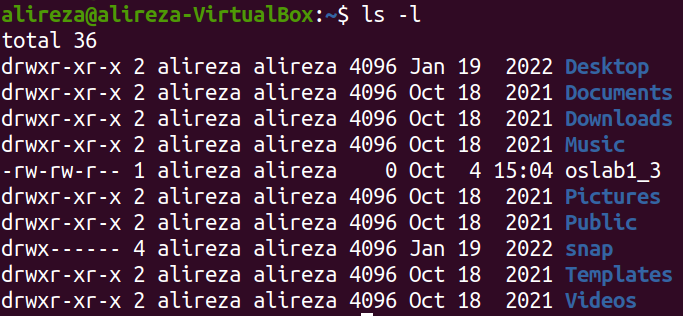 alireza@alireza-VirtualBox:~$ ls -l
total 36
drwxr-xr-x 2 alireza alireza 4096 Jan 19  2022 Desktop
drwxr-xr-x 2 alireza alireza 4096 Oct 18  2021 Documents
drwxr-xr-x 2 alireza alireza 4096 Oct 18  2021 Downloads
drwxr-xr-x 2 alireza alireza 4096 Oct 18  2021 Music
-rw-rw-r-- 1 alireza alireza    0 Oct  4 15:04 oslab1_3
drwxr-xr-x 2 alireza alireza 4096 Oct 18  2021 Pictures
drwxr-xr-x 2 alireza alireza 4096 Oct 18  2021 Public
drwx------ 4 alireza alireza 4096 Jan 19  2022 snap
drwxr-xr-x 2 alireza alireza 4096 Oct 18  2021 Templates
drwxr-xr-x 2 alireza alireza 4096 Oct 18  2021 Videos